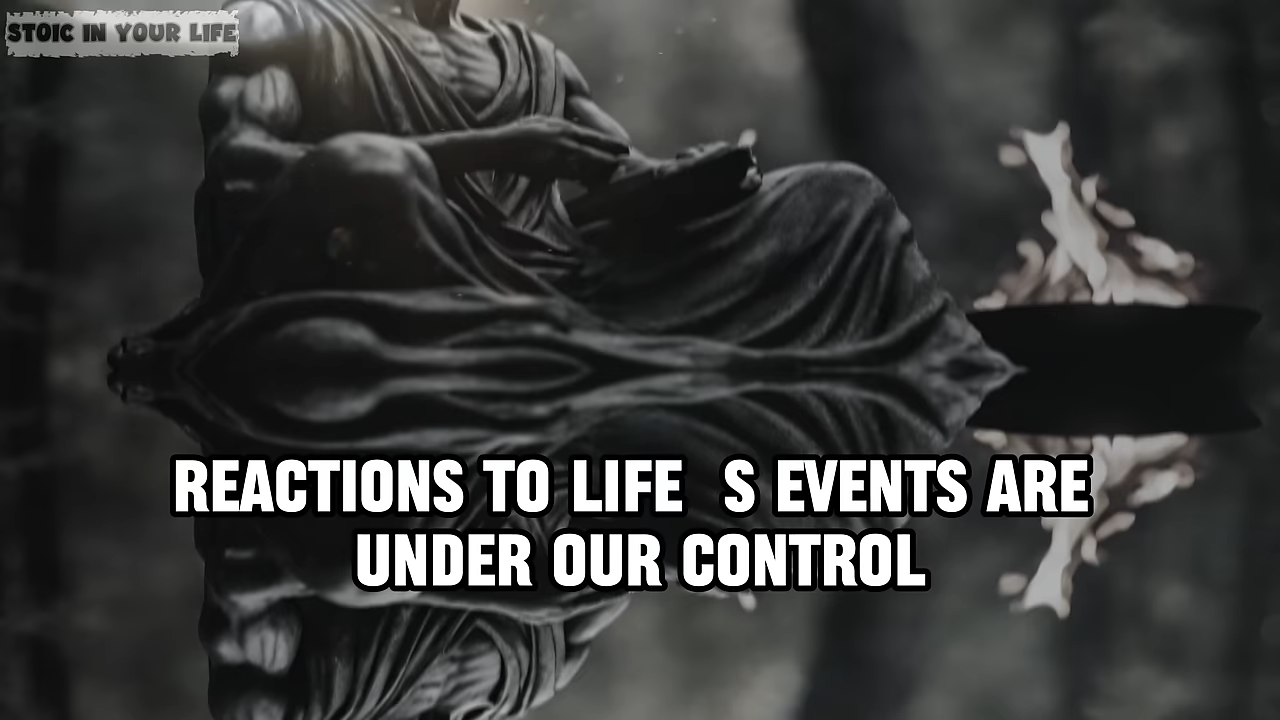 STOIC IN YOUR LIFE
REACTIONS TO LIFE  S EVENTS ARE
UNDER OUR CONTROL